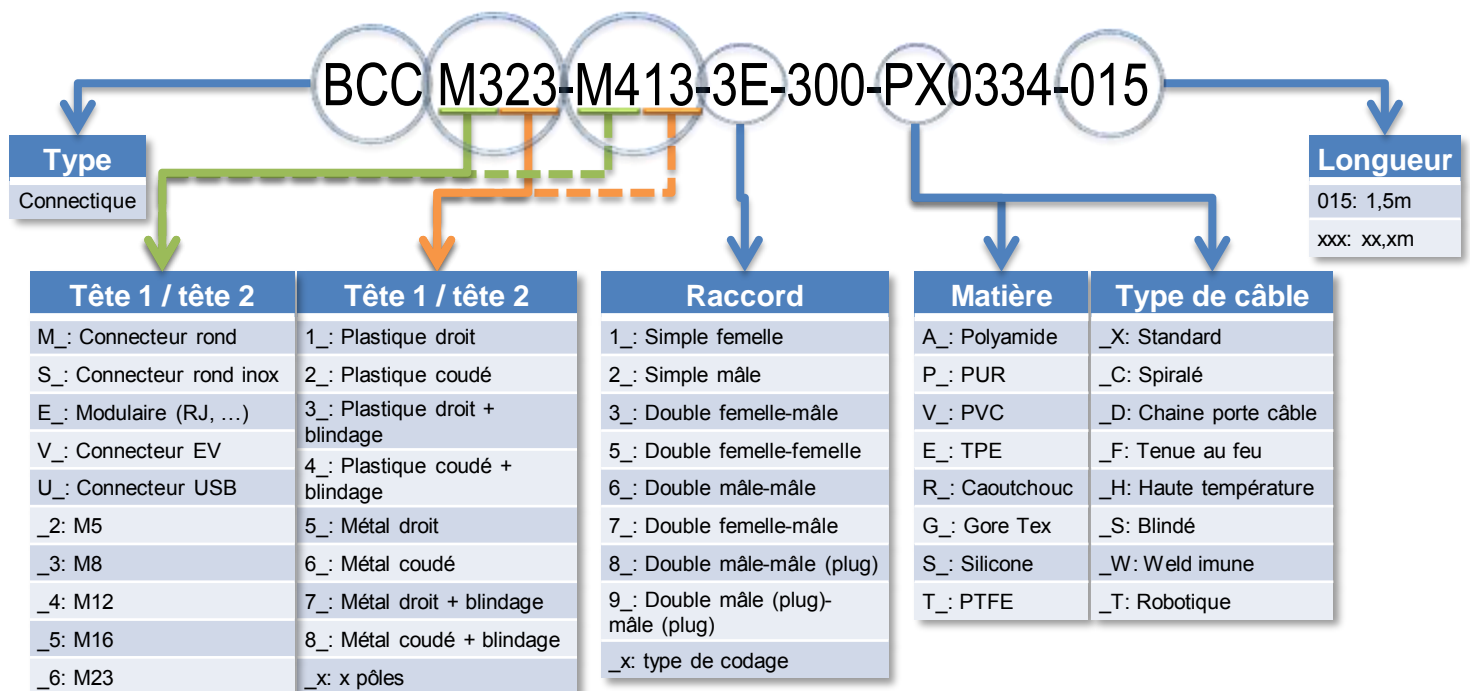 BCC M323-M413-3E-300-PX0334-015
Type
Connectique
Longueur
015: 1,5m
xxx: xx,xm
Tête 1 / tête 2
M_: Connecteur rond
S_: Connecteur rond inox
E_: Modulaire (RJ, …)
V_: Connecteur EV
U_: Connecteur USB
_2: M5
_3: M8
_4: M12
_5: M16
_6: M23
Tête 1 / tête 2
1_: Plastique droit
2_: Plastique coudé
3_: Plastique droit +
blindage
4_: Plastique coudé +
blindage
5_: Métal droit
6_: Métal coudé
7_: Métal droit + blindage
8_: Métal coudé + blindage
_x: x pôles
Raccord
1_: Simple femelle
2_: Simple mâle
3_: Double femelle-mâle
5_: Double femelle-femelle
6_: Double mâle-mâle
7_: Double femelle-mâle
8_: Double mâle-mâle (plug)
9_: Double mâle (plug)-
mâle (plug)
_x: type de codage
Matière
A_: Polyamide
P_: PUR
V_: PVC
E_: TPE
R_: Caoutchouc
G_: Gore Tex
S_: Silicone
T_: PTFE
Type de câble
_X: Standard
_C: Spiralé
_D: Chaine porte câble
_F: Tenue au feu
_H: Haute température
_S: Blindé
_W: Weld imune
_T: Robotique